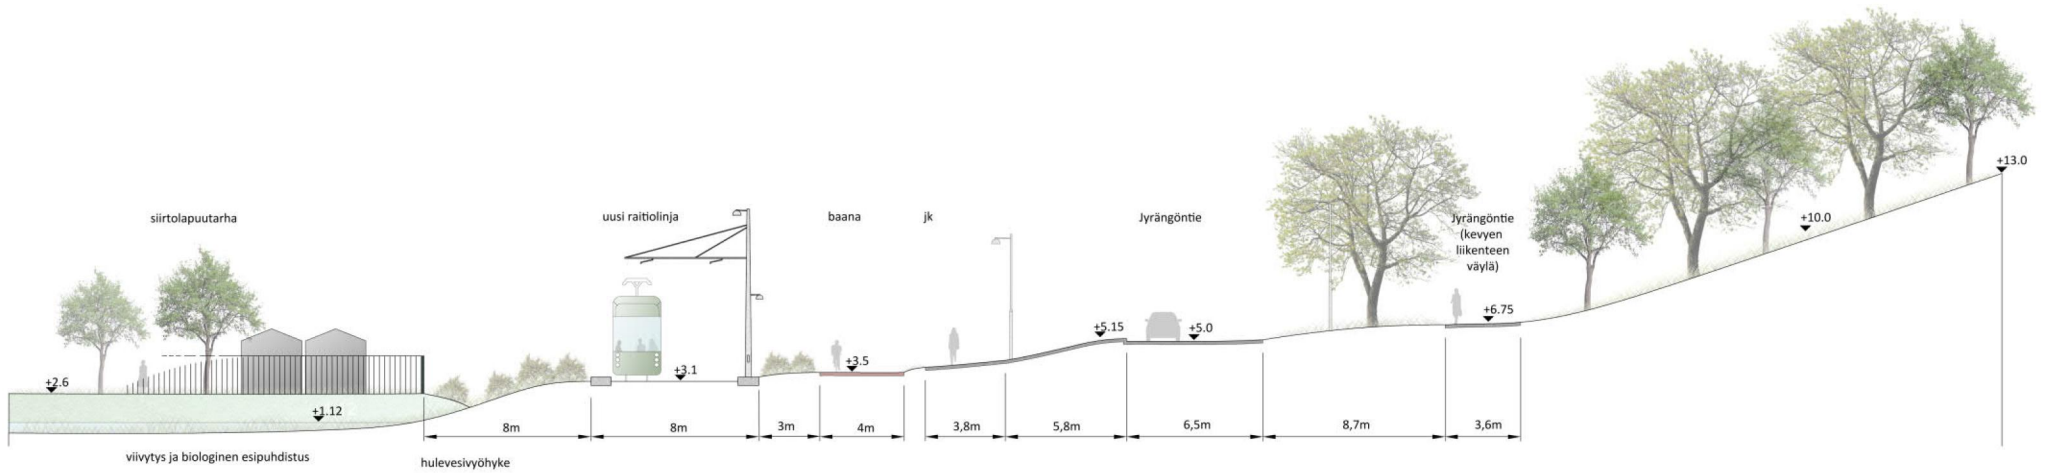 siirtolapuutarha
uusi raitiolinja
baana
jk
Jyrängöntie
Jyrängöntie
(kevyen
liikenteen
väylä)
+13.0
+10.0
+6.75
+5.15
+5.0
+3.5
+3.1
+2.6
+1.12
8m
8m
3m
4m
3,8m
5,8m
6,5m
8,7m
3,6m
viivytys ja biologinen esipuhdistus
hulevesivyöhyke